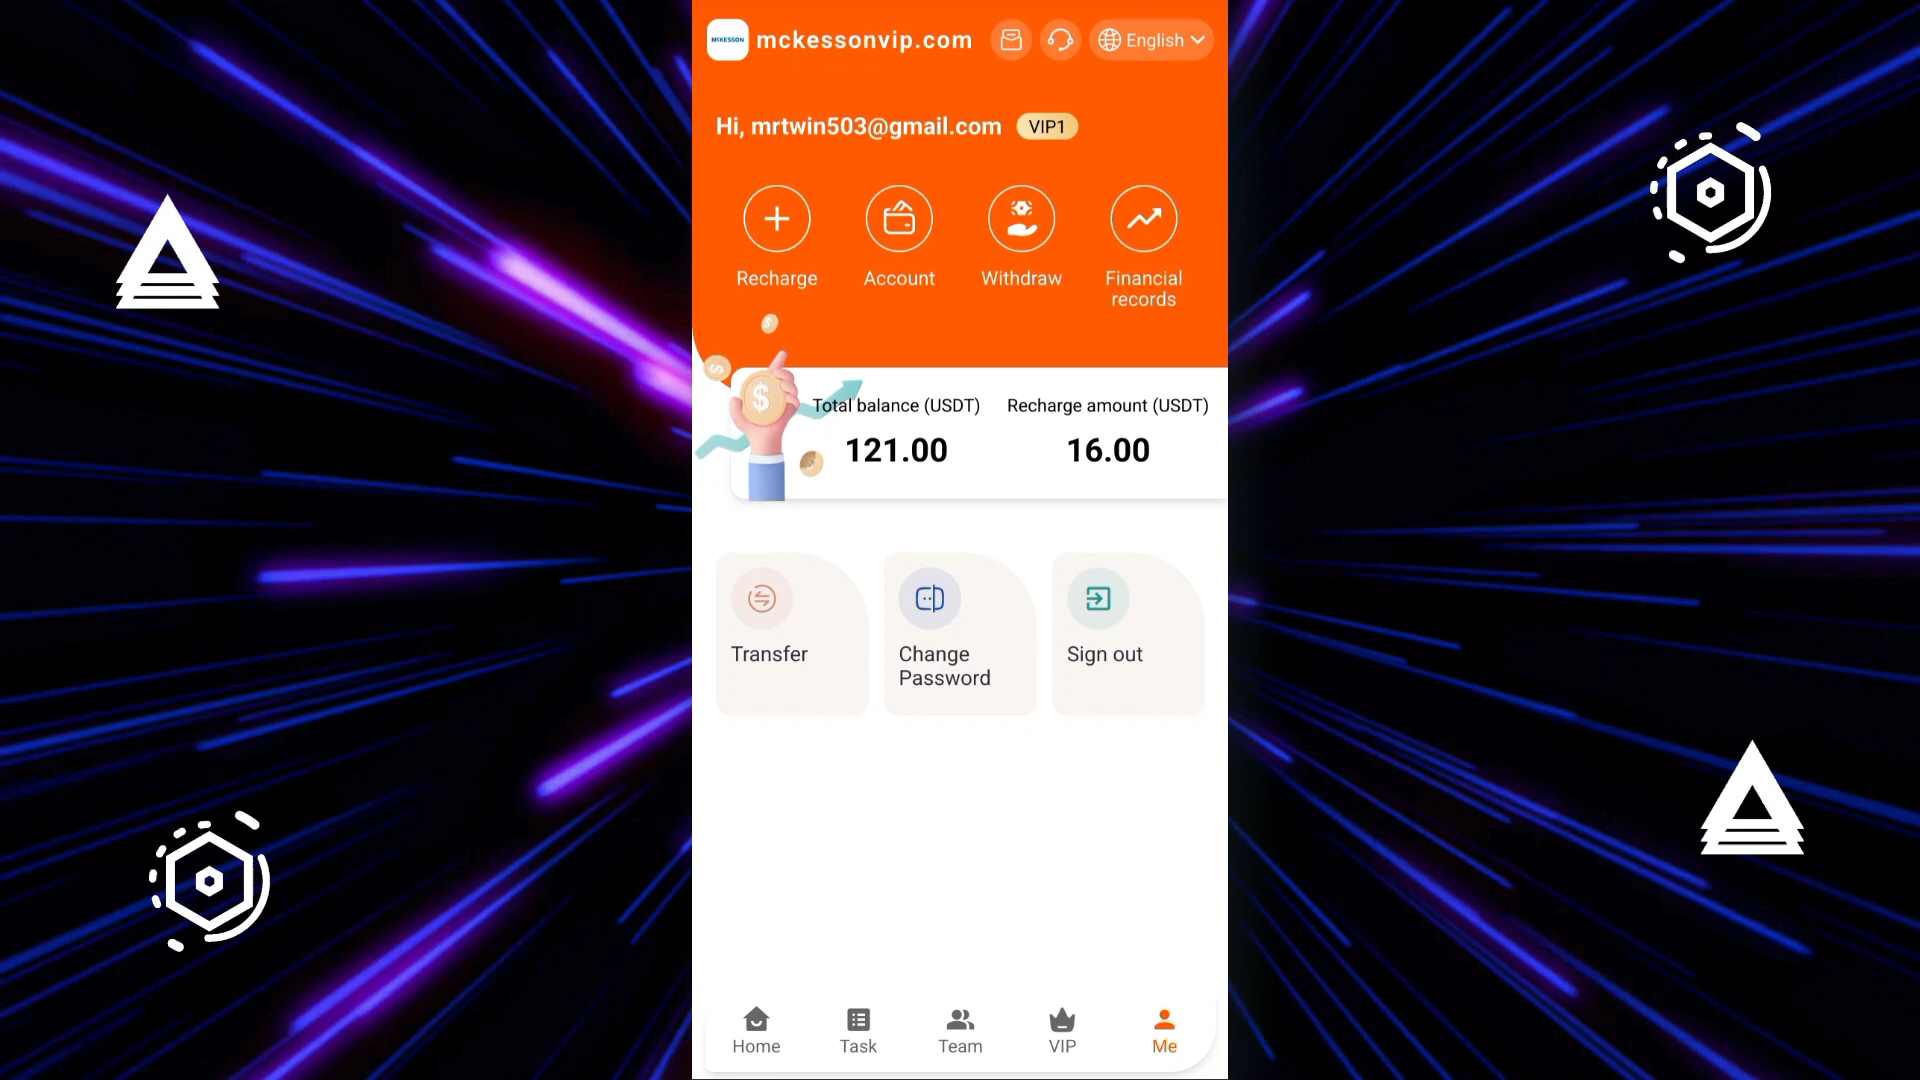 MCKESSON mckessonvip.com English
Hi, mrtwin503@gmail.com VIP1
Recharge Account Withdraw Financial records
Total balance (USDT) Recharge amount (USDT)
121.00 16.00
Transfer Change Password Sign out
Home Task Team VIP Me